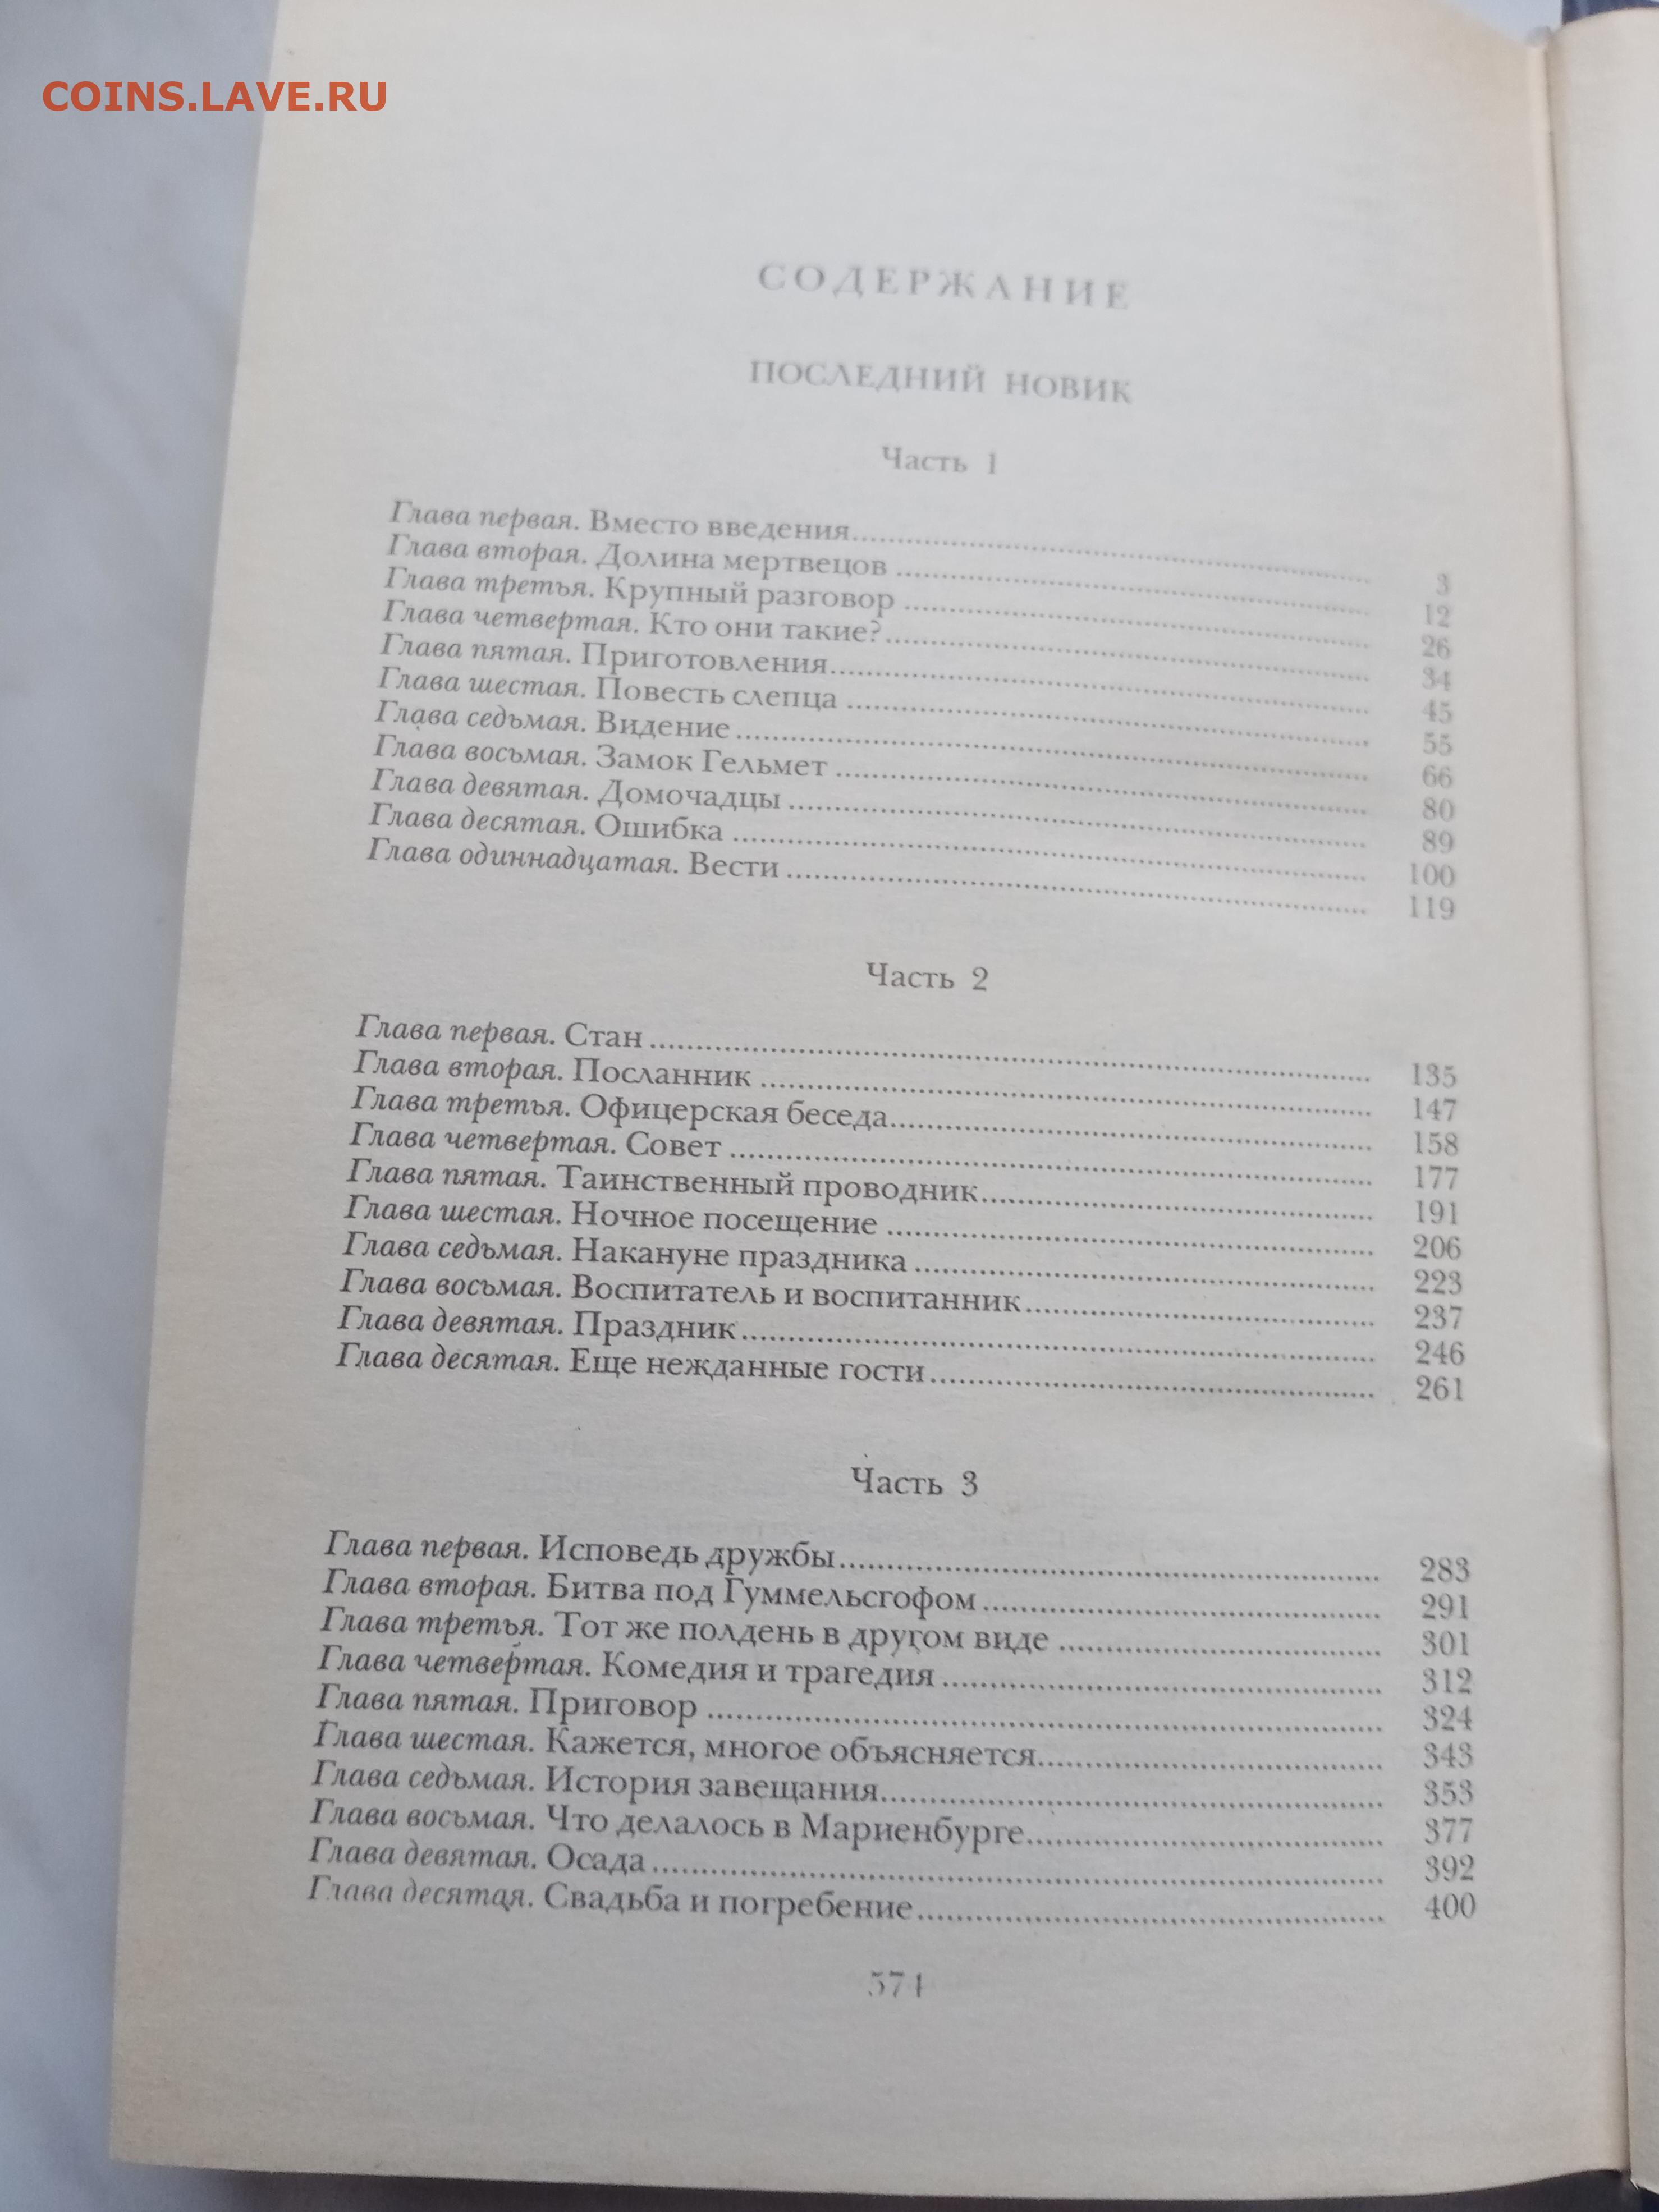 COINS.LAVE.RU
СОДЕРЖАНИЕ
ПОСЛЕДНИЙ НОВИК
Часть 1
Глава первая. Вместо введения 3
Глава вторая. Долина мертвецов 12
Глава третья. Крупный разговор 26
Глава четвертая. Кто они такие? 34
Глава пятая. Приготовления 45
Глава шестая. Повесть слепца 55
Глава седьмая. Видение 66
Глава восьмая. Замок Гельмет 80
Глава девятая. Домочадцы 89
Глава десятая. Ошибка 100
Глава одиннадцатая. Вести 119
Часть 2
Глава первая. Стан 135
Глава вторая. Посланник 147
Глава третья. Офицерская беседа 158
Глава четвертая. Совет 177
Глава пятая. Таинственный проводник 191
Глава шестая. Ночное посещение 206
Глава седьмая. Накануне праздника 223
Глава восьмая. Воспитатель и воспитанник 237
Глава девятая. Праздник 246
Глава десятая. Еще нежданные гости 261
Часть 3
Глава первая. Исповедь дружбы 283
Глава вторая. Битва под Гуммельсгофом 291
Глава третья. Тот же полдень в другом виде 301
Глава четвертая. Комедия и трагедия 312
Глава пятая. Приговор 324
Глава шестая. Кажется, многое объясняется 343
Глава седьмая. История завещания 353
Глава восьмая. Что делалось в Мариенбурге 377
Глава девятая. Осада 392
Глава десятая. Свадьба и погребение 400
574